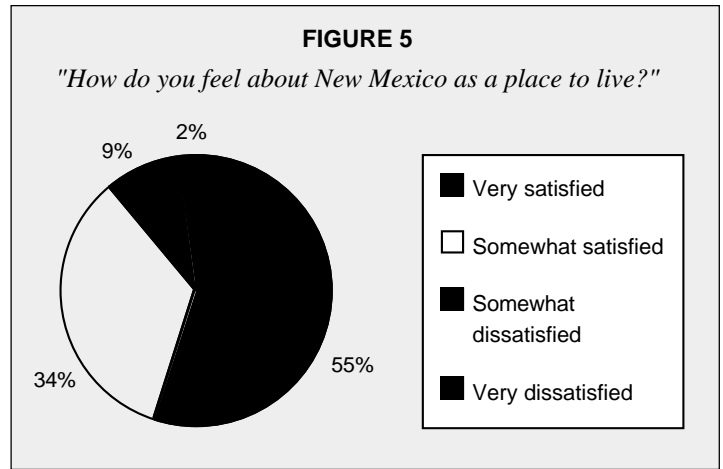 FIGURE 5
"How do you feel about New Mexico as a place to live?"
2%
9%
55%
34%
Very satisfied
Somewhat satisfied
Somewhat
dissatisfied
Very dissatisfied